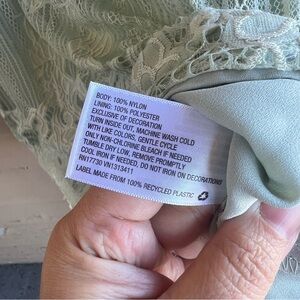 BODY: 100% NYLON
LINING: 100% POLYESTER
EXCLUSIVE OF DECORATION
TURN INSIDE OUT, MACHINE WASH COLD
WITH LIKE COLORS, GENTLE CYCLE
ONLY NON-CHLORINE BLEACH IF NEEDED
TUMBLE DRY LOW, REMOVE PROMPTLY
COOL IRON IF NEEDED, DO NOT IRON ON DECORATIONS
RN17730 VN1313411
LABEL MADE FROM 100% RECYCLED PLASTIC